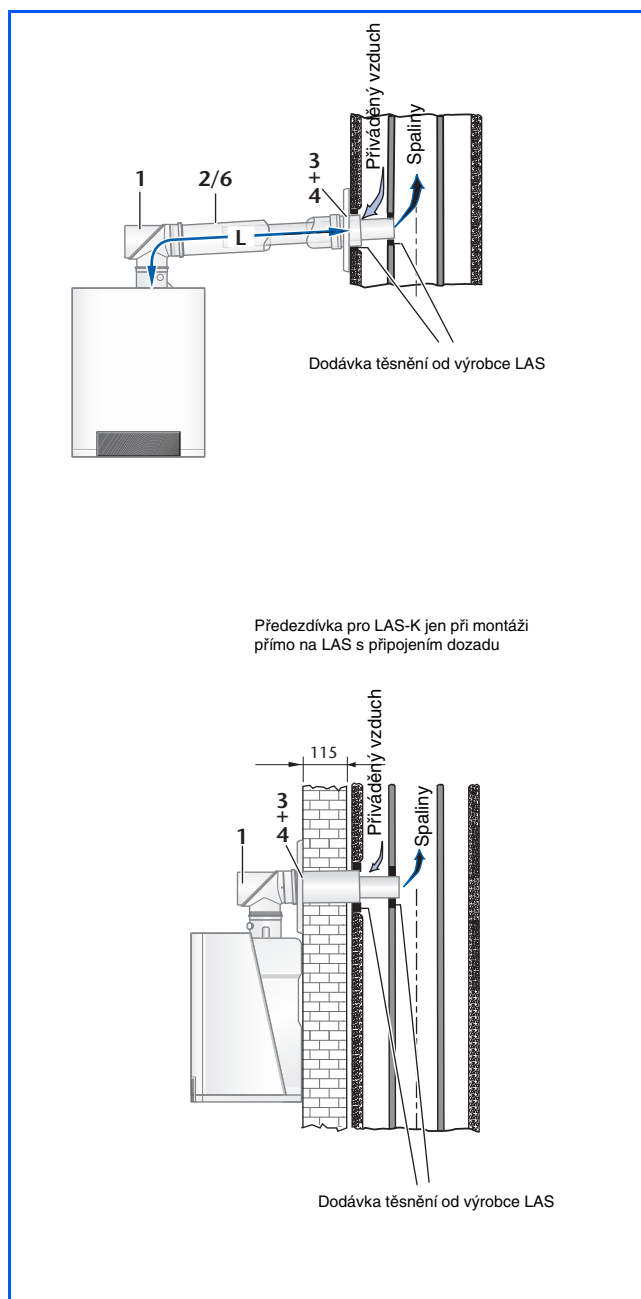 Přiváděný vzduch
Spaliny
3
+
4
2/6
1
L
Dodávka těsnění od výrobce LAS
Předezdívka pro LAS-K jen při montáži
přímo na LAS s připojením dozadu
115
Přiváděný vzduch
Spaliny
3
+
4
1
Dodávka těsnění od výrobce LAS